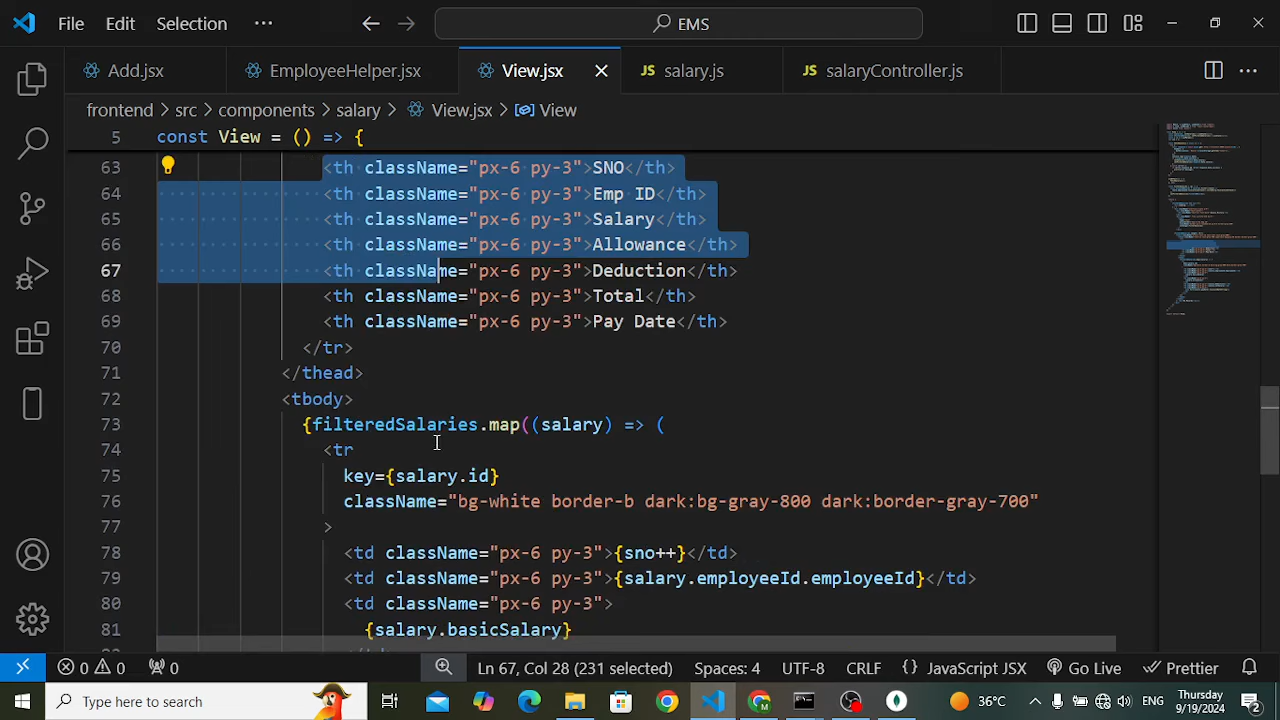 File Edit Selection ··· EMS
Add.jsx EmployeeHelper.jsx View.jsx JS salary.js JS salaryController.js ···
frontend > src > components > salary > View.jsx > View
5 const View = () => {
63 <th className="px-6 py-3">SNO</th>
64 <th className="px-6 py-3">Emp ID</th>
65 <th className="px-6 py-3">Salary</th>
66 <th className="px-6 py-3">Allowance</th>
67 <th className="px-6 py-3">Deduction</th>
68 <th className="px-6 py-3">Total</th>
69 <th className="px-6 py-3">Pay Date</th>
70 </tr>
71 </thead>
72 <tbody>
73 {filteredSalaries.map((salary) => (
74 <tr
75 key={salary.id}
76 className="bg-white border-b dark:bg-gray-800 dark:border-gray-700"
77 >
78 <td className="px-6 py-3">{sno++}</td>
79 <td className="px-6 py-3">{salary.employeeId.employeeId}</td>
80 <td className="px-6 py-3">
81 {salary.basicSalary}
0 0 0 Ln 67, Col 28 (231 selected) Spaces: 4 UTF-8 CRLF {} JavaScript JSX Go Live Prettier
Type here to search 36°C ENG Thursday
9/19/2024 2